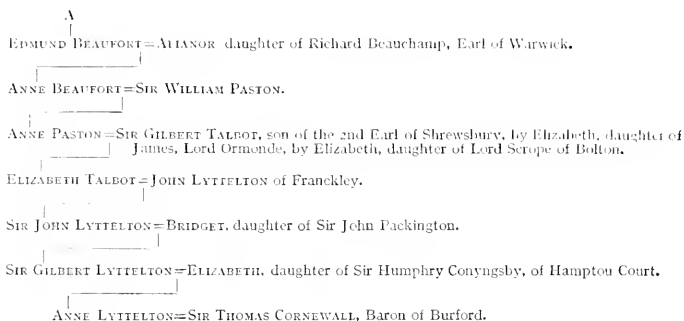 A
EDMUND BEAUFORT=ALIANOR daughter of Richard Beauchamp, Earl of Warwick.
ANNE BEAUFORT=SIR WILLIAM PASTON.
ANNE PASTON=SIR GILBERT TALBOT, son of the 2nd Earl of Shrewsbury, by Elizabeth, daughter of
James, Lord Ormonde, by Elizabeth, daughter of Lord Scrope of Bolton.
ELIZABETH TALBOT=JOHN LYTTELTON of Franckley.
SIR JOHN LYTTELTON=BRIDGET, daughter of Sir John Packington.
SIR GILBERT LYTTELTON=ELIZABETH, daughter of Sir Humphry Conyngsby, of Hamptou Court.
ANNE LYTTELTON=SIR THOMAS CORNEWALL, Baron of Burford.